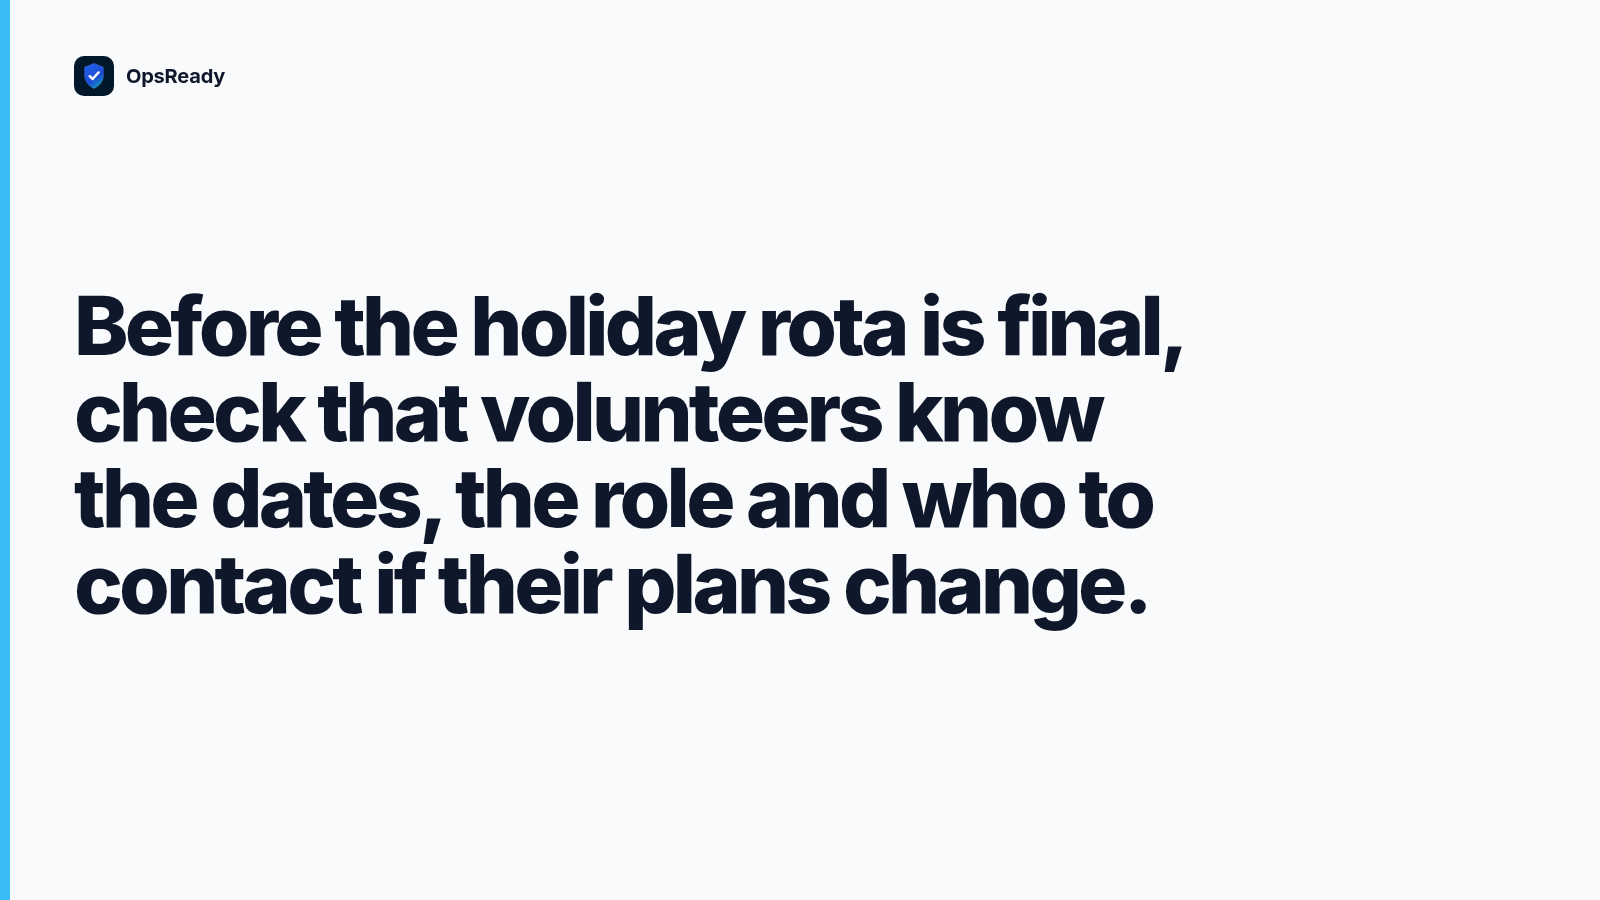 OpsReady
Before the holiday rota is final,
check that volunteers know
the dates, the role and who to
contact if their plans change.